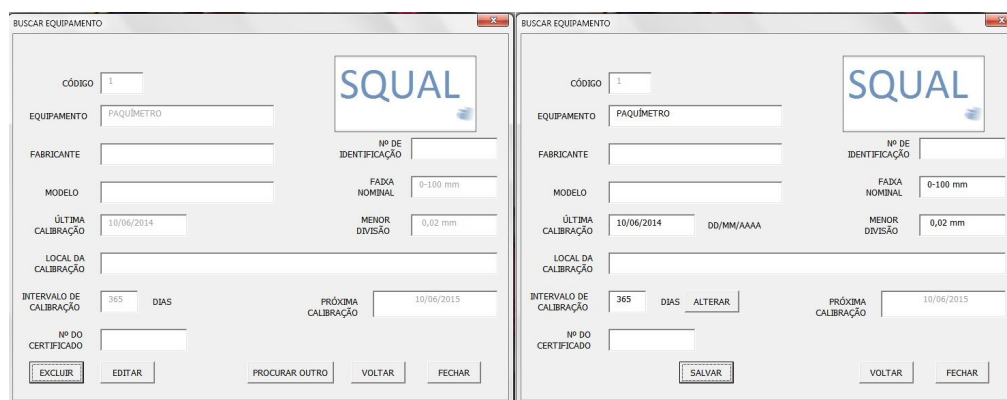 BUSCAR EQUIPAMENTO
x
CÓDIGO 1
SQUAL
EQUIPAMENTO PAQUÍMETRO
FABRICANTE
Nº DE
IDENTIFICAÇÃO
MODELO
FAIXA
NOMINAL 0-100 mm
ÚLTIMA
CALIBRAÇÃO 10/06/2014
MENOR
DIVISÃO 0,02 mm
LOCAL DA
CALIBRAÇÃO
INTERVALO DE
CALIBRAÇÃO 365 DIAS
PRÓXIMA
CALIBRAÇÃO 10/06/2015
Nº DO
CERTIFICADO
EXCLUIR EDITAR PROCURAR OUTRO VOLTAR FECHAR
BUSCAR EQUIPAMENTO
x
CÓDIGO 1
SQUAL
EQUIPAMENTO PAQUÍMETRO
FABRICANTE
Nº DE
IDENTIFICAÇÃO
MODELO
FAIXA
NOMINAL 0-100 mm
ÚLTIMA
CALIBRAÇÃO 10/06/2014 DD/MM/AAAA
MENOR
DIVISÃO 0,02 mm
LOCAL DA
CALIBRAÇÃO
INTERVALO DE
CALIBRAÇÃO 365 DIAS ALTERAR
PRÓXIMA
CALIBRAÇÃO 10/06/2015
Nº DO
CERTIFICADO
SALVAR VOLTAR FECHAR